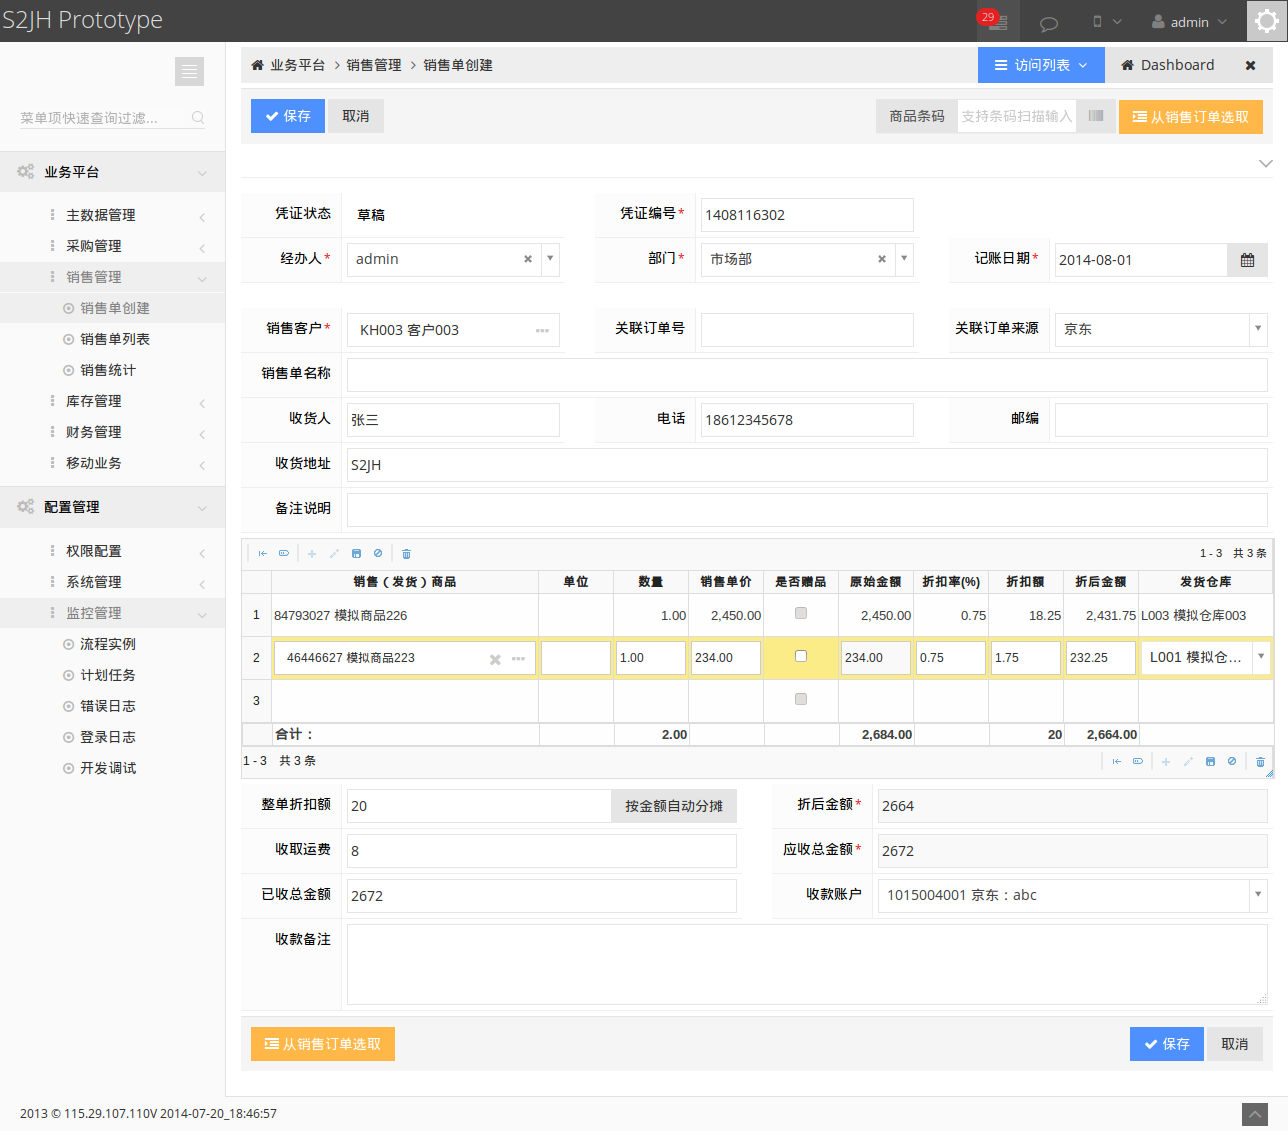 S2JH Prototype
29
admin
菜单项快速查询过滤...
业务平台
主数据管理
采购管理
销售管理
销售单创建
销售单列表
销售统计
库存管理
财务管理
移动业务
配置管理
权限配置
系统管理
监控管理
流程实例
计划任务
错误日志
登录日志
开发调试
业务平台 > 销售管理 > 销售单创建
访问列表
Dashboard
保存 取消
商品条码 支持条码扫描输入
从销售订单选取
凭证状态 草稿 凭证编号* 1408116302
经办人* admin 部门* 市场部 记账日期* 2014-08-01
销售客户* KH003 客户003 关联订单号 关联订单来源 京东
销售单名称
收货人 张三 电话 18612345678 邮编
收货地址 S2JH
备注说明
1 - 3 共 3 条
销售（发货）商品 单位 数量 销售单价 是否赠品 原始金额 折扣率(%) 折扣额 折后金额 发货仓库
1 84793027 模拟商品226 1.00 2,450.00 2,450.00 0.75 18.25 2,431.75 L003 模拟仓库003
2 46446627 模拟商品223 1.00 234.00 234.00 0.75 1.75 232.25 L001 模拟仓...
3
合计： 2.00 2,684.00 20 2,664.00
1 - 3 共 3 条
整单折扣额 20 按金额自动分摊 折后金额* 2664
收取运费 8 应收总金额* 2672
已收总金额 2672 收款账户 1015004001 京东：abc
收款备注
从销售订单选取
保存 取消
2013 © 115.29.107.110V 2014-07-20_18:46:57